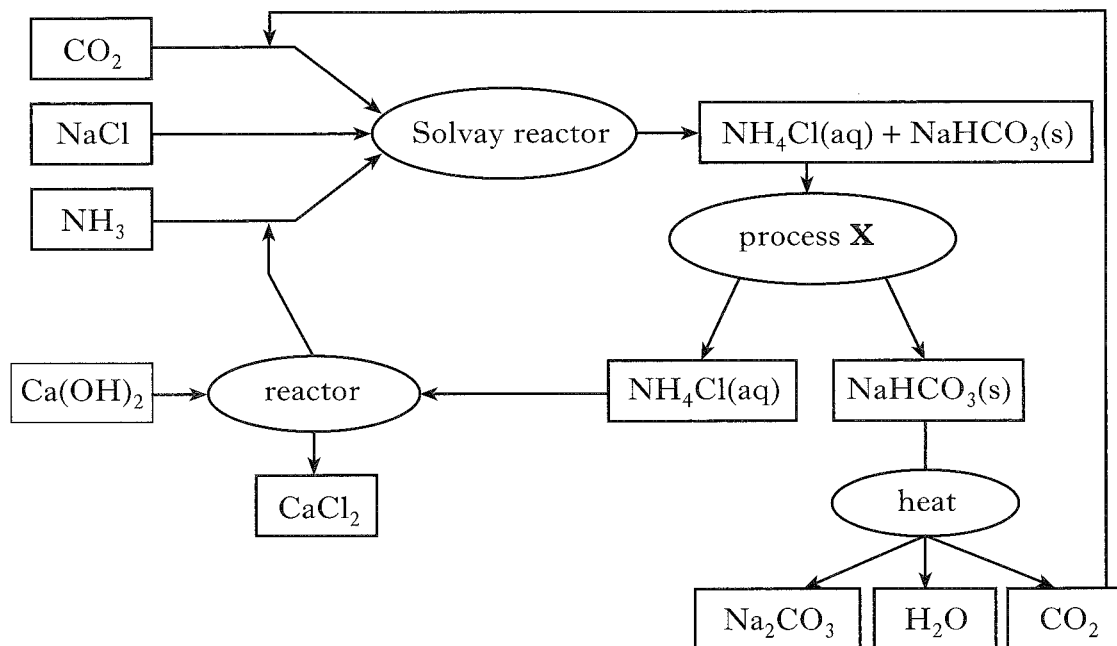 CO₂
NaCl
NH₃
Solvay reactor
NH₄Cl(aq) + NaHCO₃(s)
process X
Ca(OH)₂
reactor
NH₄Cl(aq)
NaHCO₃(s)
CaCl₂
heat
Na₂CO₃
H₂O
CO₂